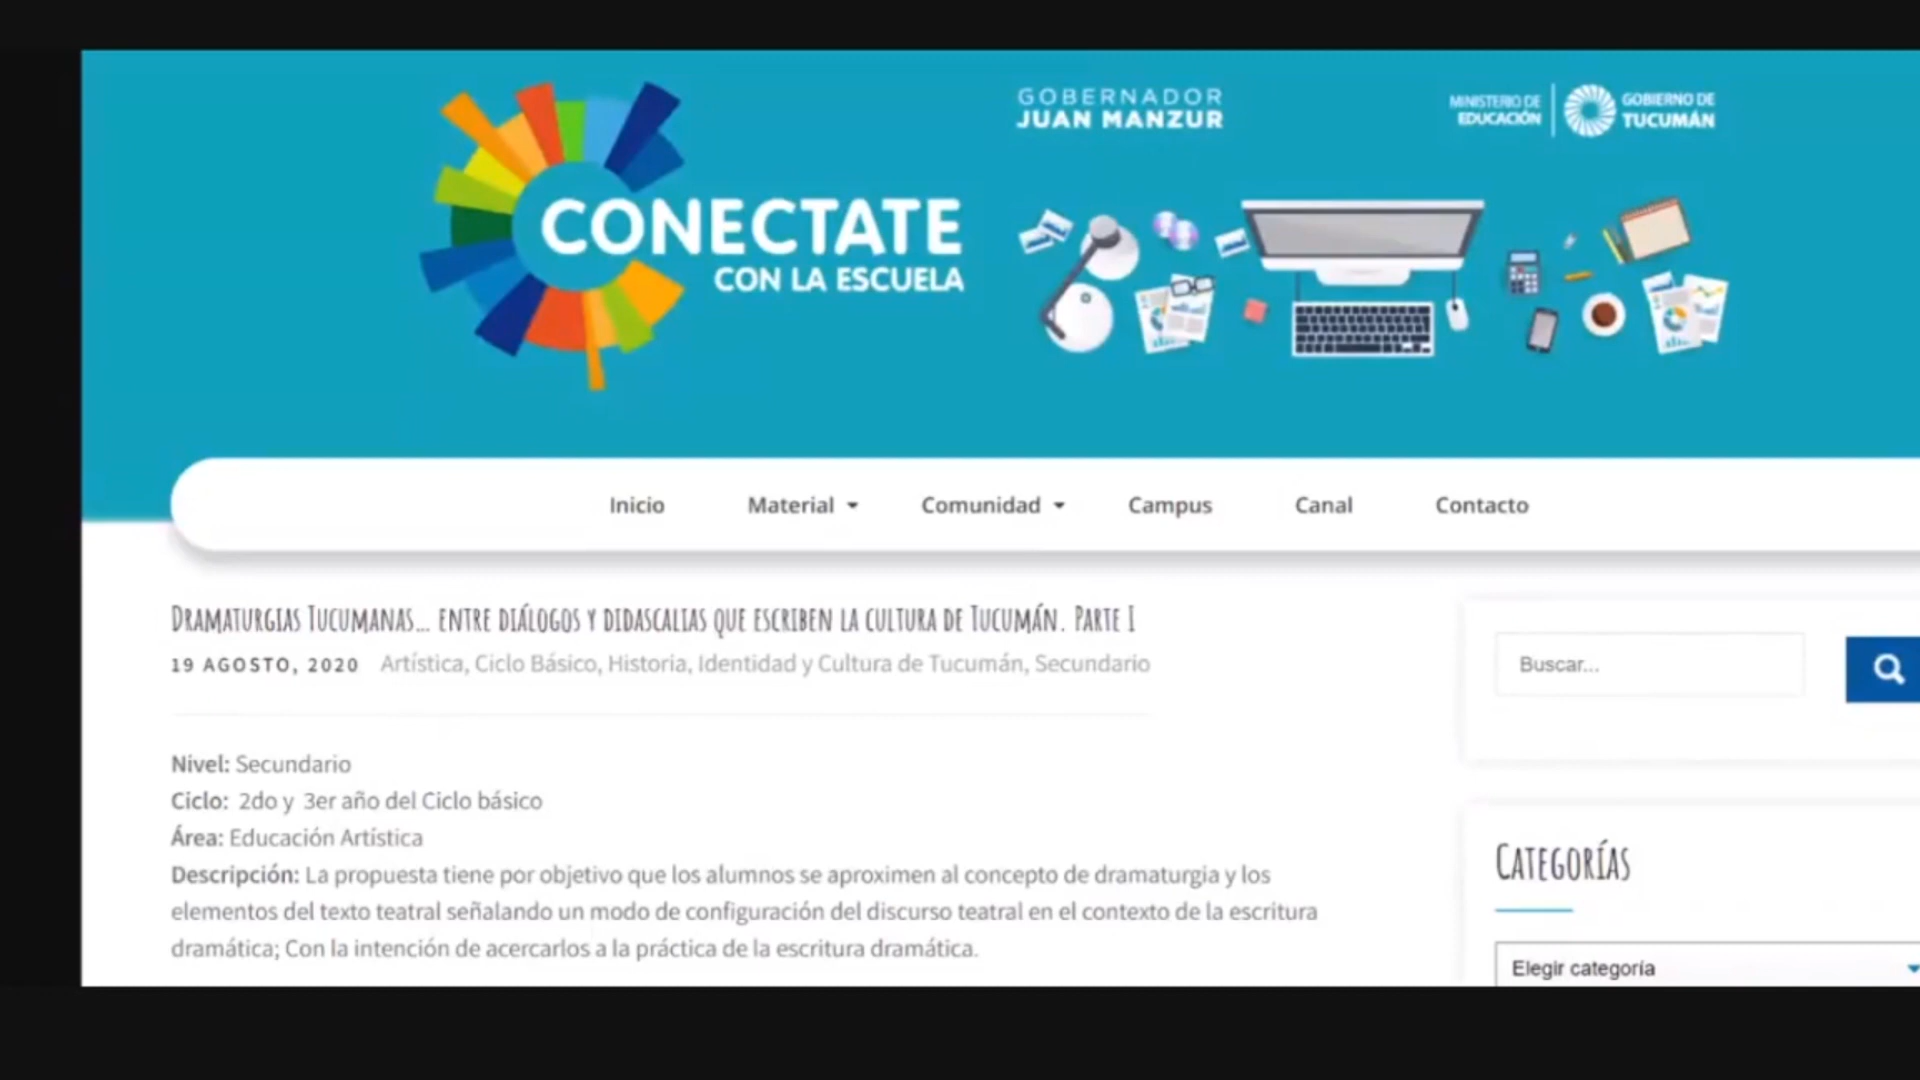 GOBERNADOR
JUAN MANZUR
MINISTERIO DE
EDUCACIÓN
GOBIERNO DE
TUCUMÁN
CONECTATE
CON LA ESCUELA
Inicio Material Comunidad Campus Canal Contacto
Dramaturgias Tucumanas... entre diálogos y didascalias que escriben la cultura de Tucumán. Parte I
19 AGOSTO, 2020 Artística, Ciclo Básico, Historia, Identidad y Cultura de Tucumán, Secundario
Buscar...
Nivel: Secundario
Ciclo: 2do y 3er año del Ciclo básico
Área: Educación Artística
Descripción: La propuesta tiene por objetivo que los alumnos se aproximen al concepto de dramaturgia y los
elementos del texto teatral señalando un modo de configuración del discurso teatral en el contexto de la escritura
dramática; Con la intención de acercarlos a la práctica de la escritura dramática.
Categorías
Elegir categoría